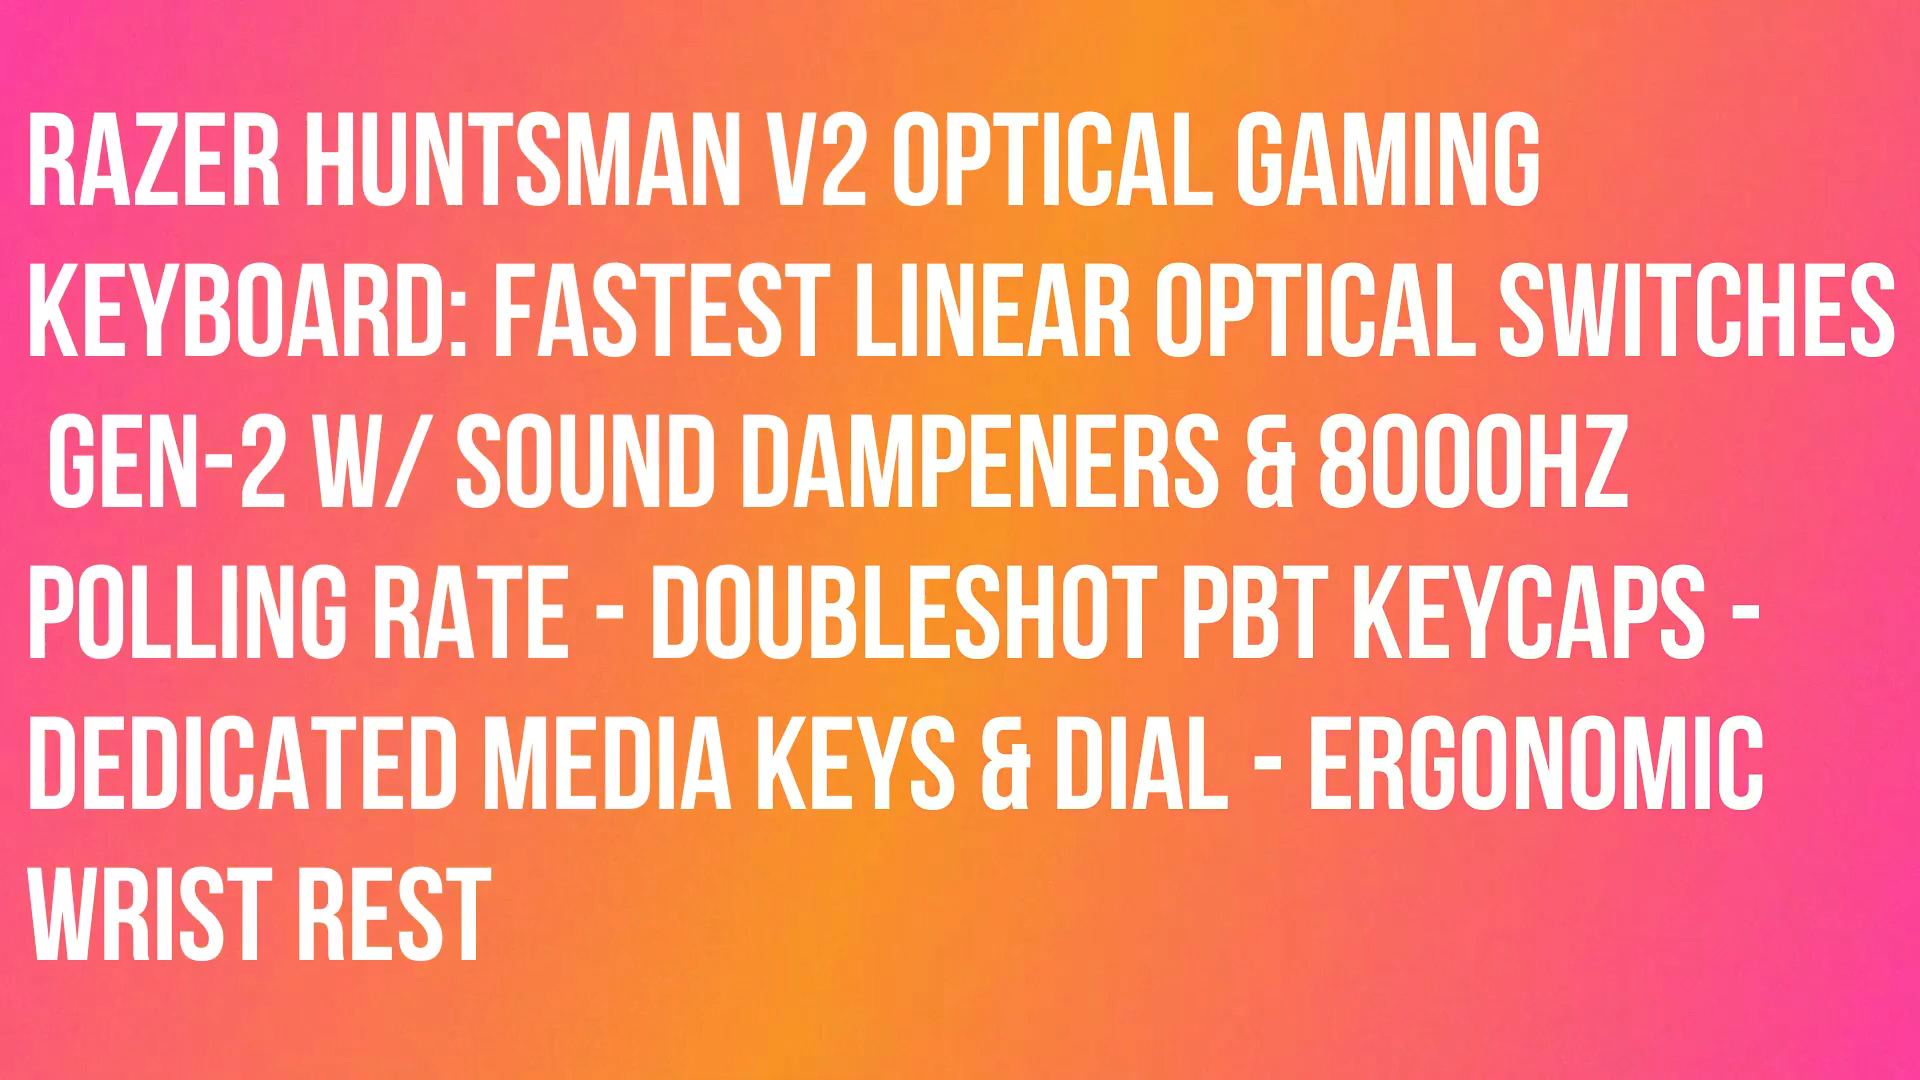 RAZER HUNTSMAN V2 OPTICAL GAMING
KEYBOARD: FASTEST LINEAR OPTICAL SWITCHES
GEN-2 W/ SOUND DAMPENERS & 8000HZ
POLLING RATE - DOUBLESHOT PBT KEYCAPS -
DEDICATED MEDIA KEYS & DIAL - ERGONOMIC
WRIST REST